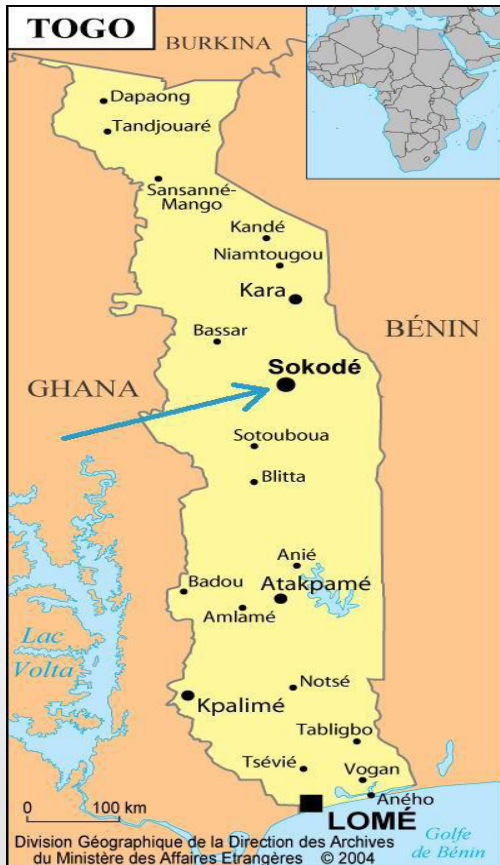 TOGO
BURKINA
Dapaong
Tandjouaré
Sansanné-
Mango
Kandé
Niamtougou
Kara
BÉNIN
Bassar
Sokodé
GHANA
Sotouboua
Blitta
Anié
Badou
Atakpamé
Amlamé
Lac
Volta
Notsé
Kpalimé
Tabligbo
Tsévié
Vogan
Aného
0 100 km
LOMÉ
Golfe
de Bénin
Division Géographique de la Direction des Archives
du Ministère des Affaires Etrangères © 2004